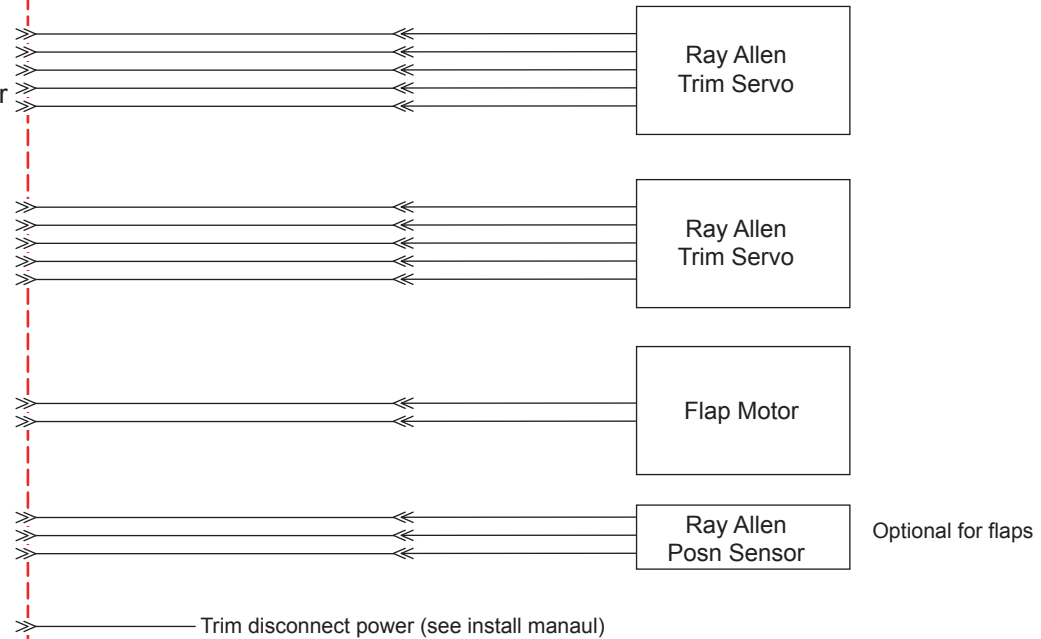 Ray Allen
Trim Servo
r
Ray Allen
Trim Servo
Flap Motor
Ray Allen
Posn Sensor
Optional for flaps
Trim disconnect power (see install manaul)